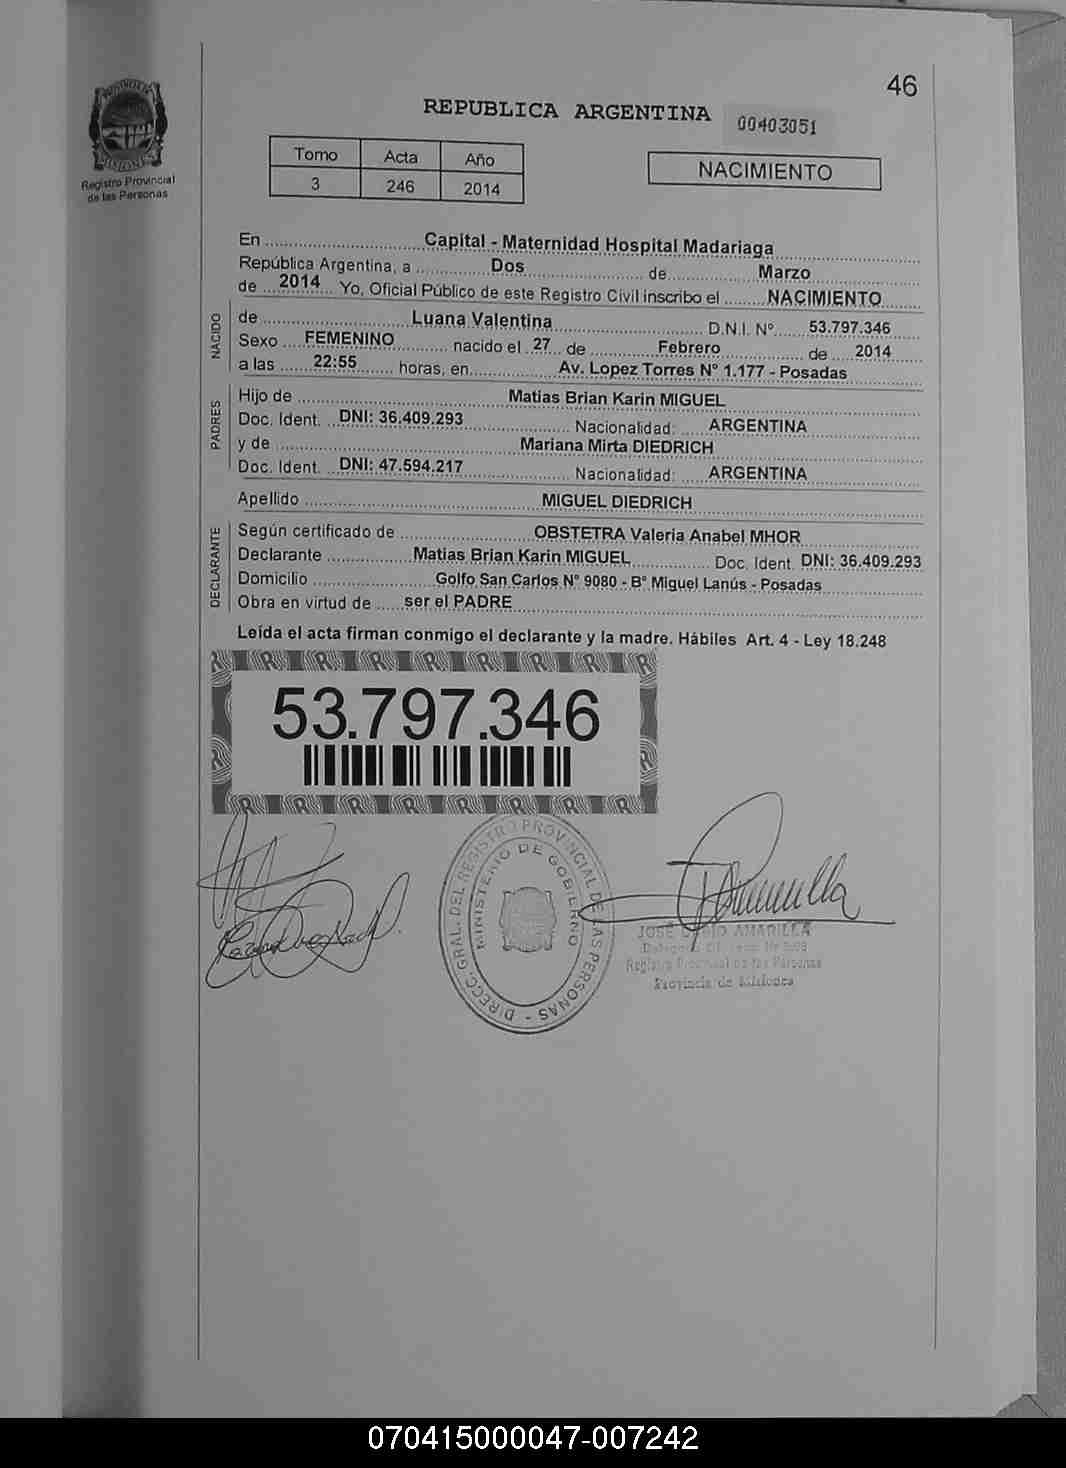 46
REPUBLICA ARGENTINA 00403051
PROVINCIA MISIONES
Registro Provincial
de las Personas
Tomo Acta Año
3 246 2014
NACIMIENTO
En Capital - Maternidad Hospital Madariaga
República Argentina, a Dos de Marzo
de 2014 Yo, Oficial Público de este Registro Civil inscribo el NACIMIENTO
NACIDO
de Luana Valentina D.N.I. Nº 53.797.346
Sexo FEMENINO nacido el 27 de Febrero de 2014
a las 22:55 horas, en Av. Lopez Torres N° 1.177 - Posadas
PADRES
Hijo de Matias Brian Karin MIGUEL
Doc. Ident. DNI: 36.409.293 Nacionalidad: ARGENTINA
y de Mariana Mirta DIEDRICH
Doc. Ident. DNI: 47.594.217 Nacionalidad: ARGENTINA
Apellido MIGUEL DIEDRICH
DECLARANTE
Según certificado de OBSTETRA Valeria Anabel MHOR
Declarante Matias Brian Karin MIGUEL Doc. Ident. DNI: 36.409.293
Domicilio Golfo San Carlos N° 9080 - B° Miguel Lanús - Posadas
Obra en virtud de ser el PADRE
Leída el acta firman conmigo el declarante y la madre. Hábiles Art. 4 - Ley 18.248
53.797.346
DIRECC. GRAL. DEL REGISTRO PROVINCIAL DE LAS PERSONAS
MINISTERIO DE GOBIERNO
JOSE AMARILLA
Registro Provincial de las Personas
Provincia de Misiones
070415000047-007242